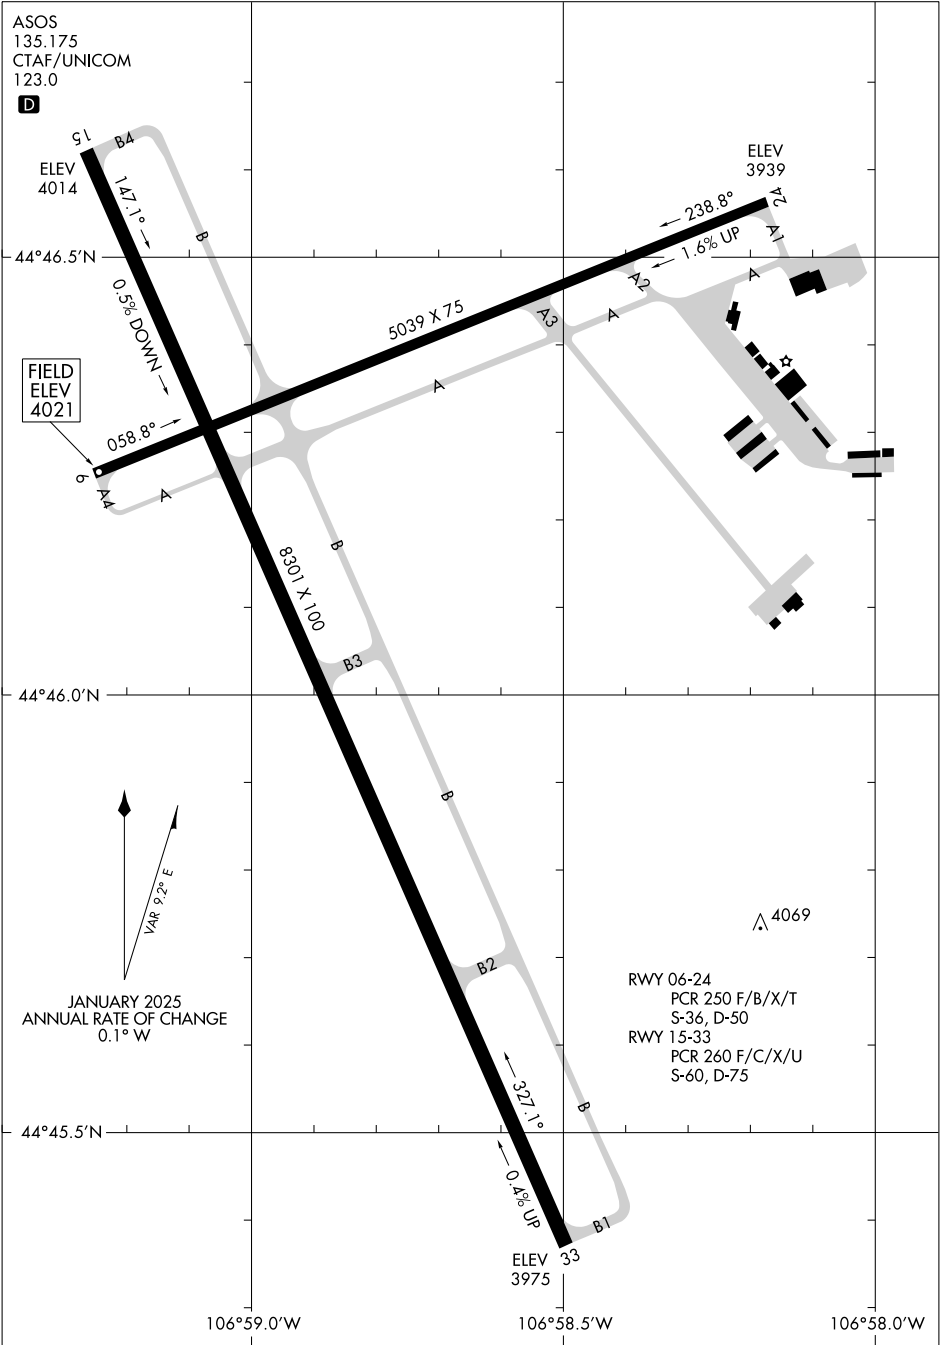 ASOS
135.175
CTAF/UNICOM
123.0
D
15
B4
ELEV
4014
147.1°
B
ELEV
3939
24
238.8°
1.6% UP
A1
44°46.5'N
A
A2
0.5% DOWN
A3
A
5039 X 75
FIELD
ELEV
4021
A
058.8°
6
A4
A
B
8301 X 100
B3
44°46.0'N
B
VAR 9.2° E
4069
B2
RWY 06-24
PCR 250 F/B/X/T
S-36, D-50
RWY 15-33
PCR 260 F/C/X/U
S-60, D-75
JANUARY 2025
ANNUAL RATE OF CHANGE
0.1° W
327.1°
B
44°45.5'N
0.4% UP
B1
ELEV
3975
33
106°59.0'W
106°58.5'W
106°58.0'W